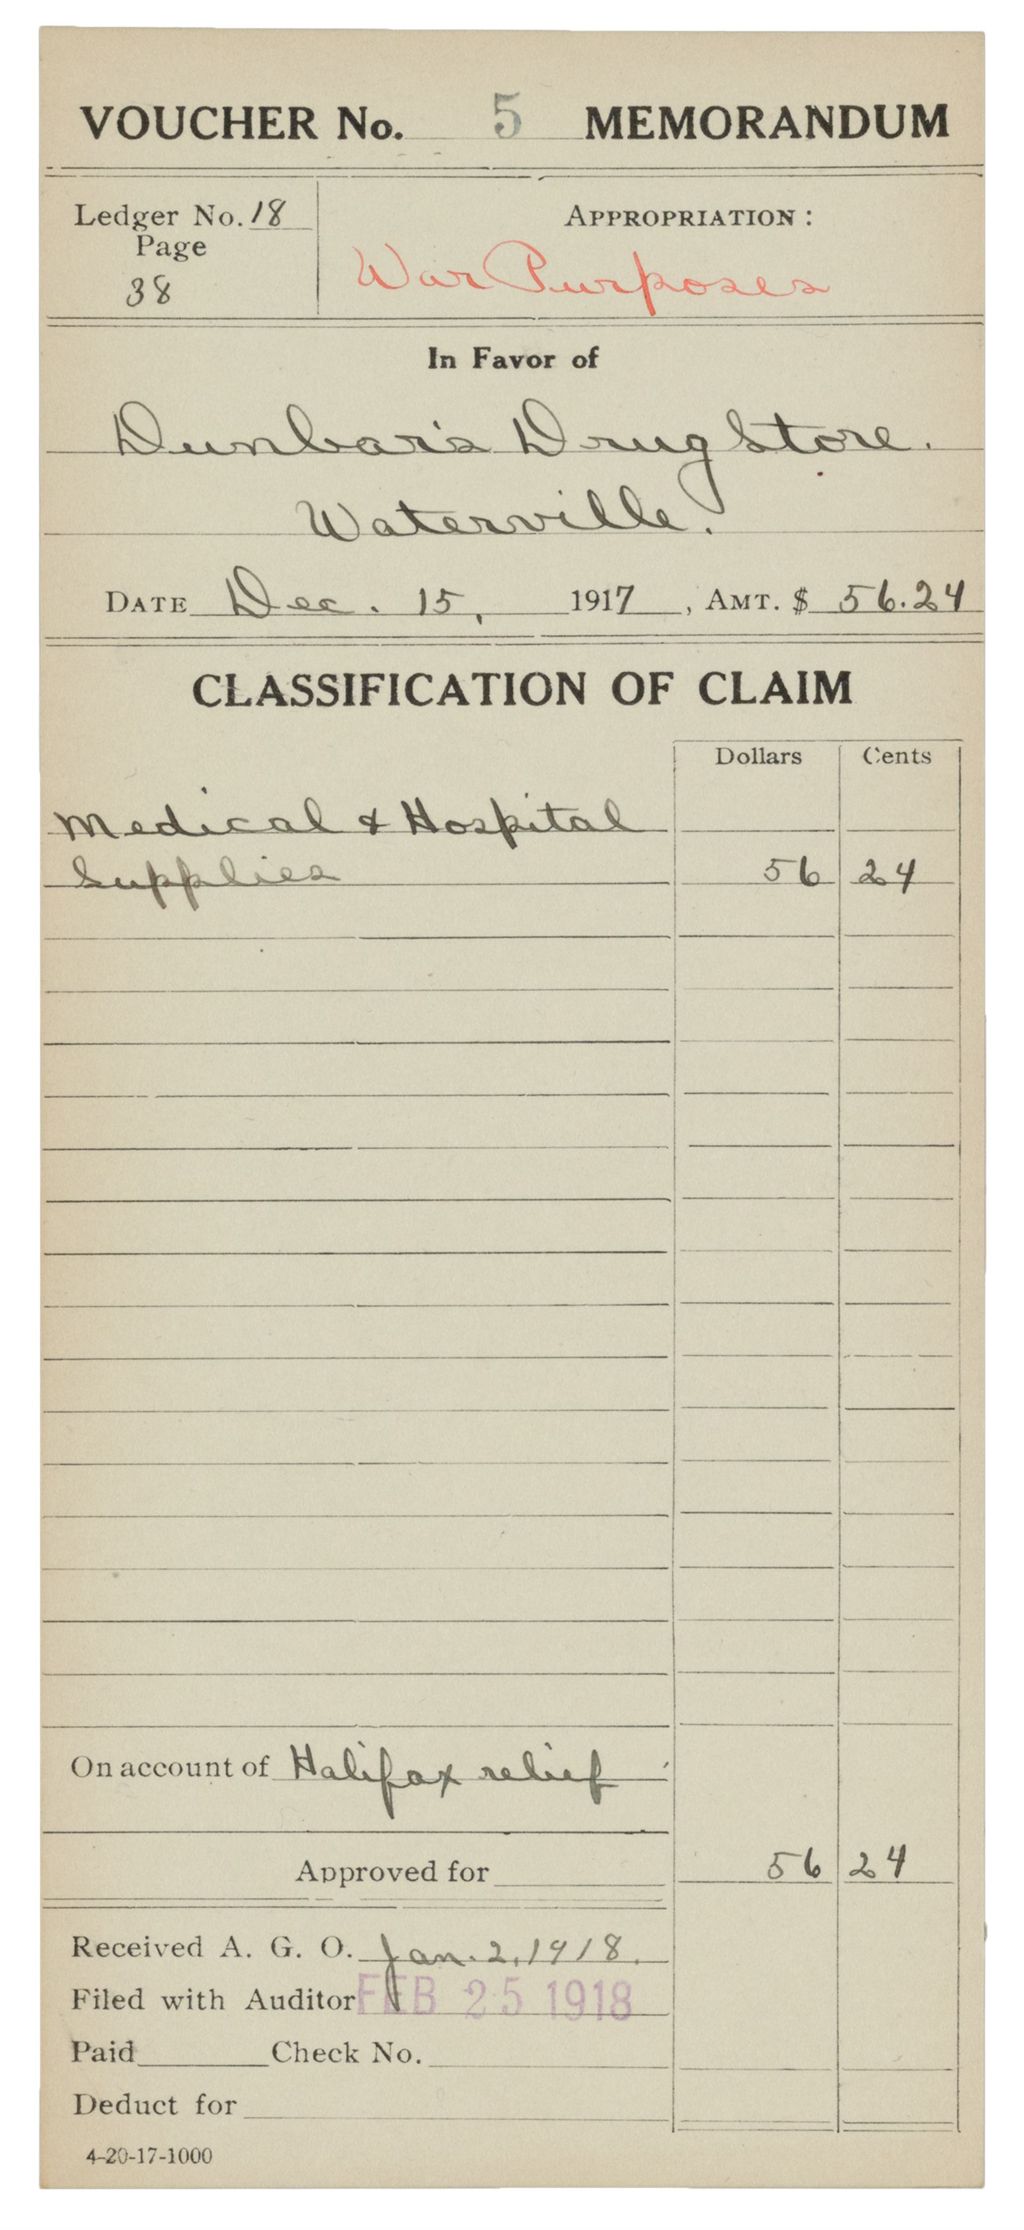 VOUCHER No. 5 MEMORANDUM
Ledger No. 18
Page
38
APPROPRIATION:
War Purposes
In Favor of
Dunbar's Drug Store.
Waterville.
DATE Dec. 15, 1917, AMT. $ 56.24
CLASSIFICATION OF CLAIM
Dollars Cents
Medical & Hospital
Supplies 56 24
On account of Halifax relief
Approved for 56 24
Received A. G. O. Jan. 2, 1918.
Filed with Auditor FEB 25 1918
Paid Check No.
Deduct for
4-20-17-1000